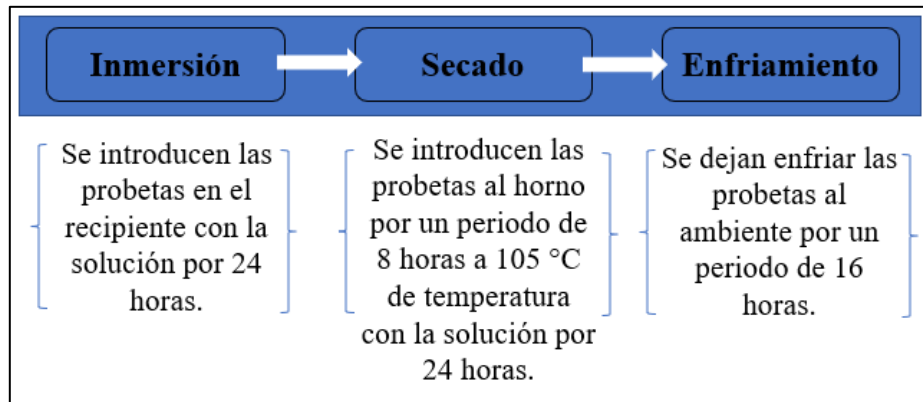 Inmersión
Secado
Enfriamiento
Se introducen las
probetas en el
recipiente con la
solución por 24
horas.
Se introducen las
probetas al horno
por un periodo de
8 horas a 105 °C
de temperatura
con la solución por
24 horas.
Se dejan enfriar las
probetas al
ambiente por un
periodo de 16
horas.